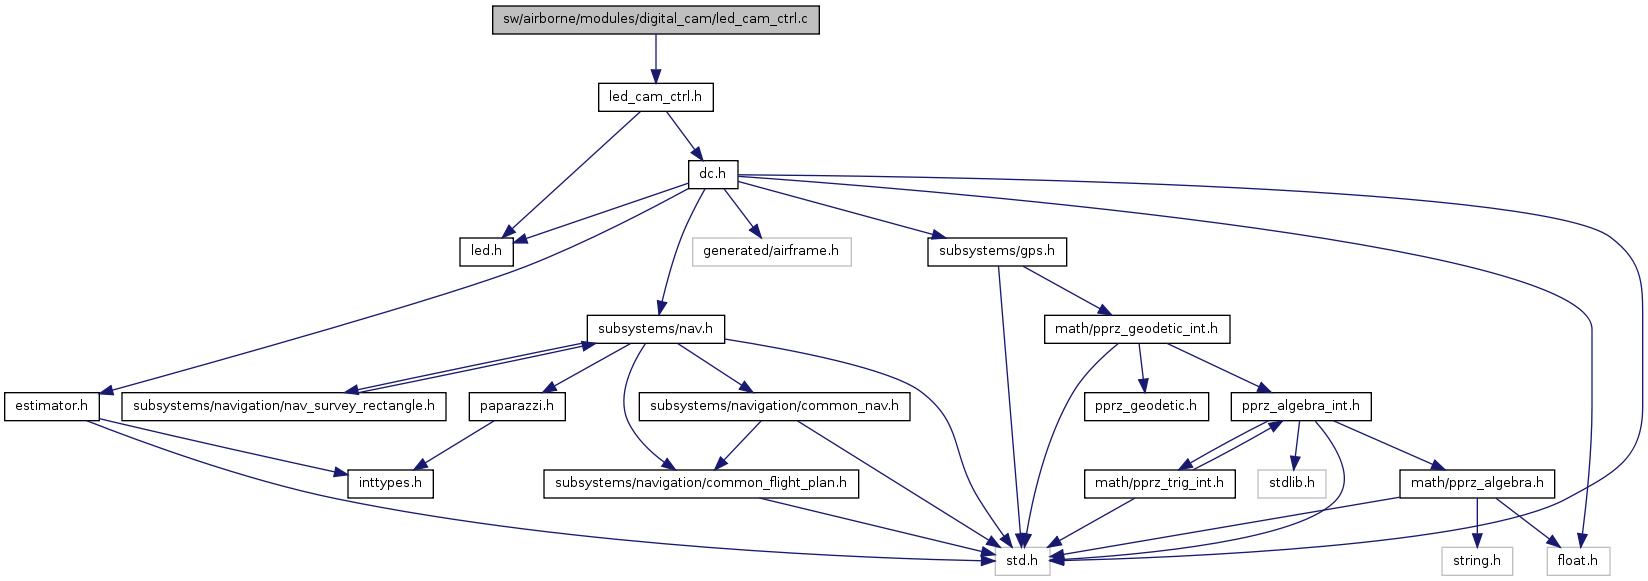 sw/airborne/modules/digital_cam/led_cam_ctrl.c
led_cam_ctrl.h
dc.h
led.h
generated/airframe.h
subsystems/gps.h
subsystems/nav.h
math/pprz_geodetic_int.h
estimator.h
subsystems/navigation/nav_survey_rectangle.h
paparazzi.h
subsystems/navigation/common_nav.h
pprz_geodetic.h
pprz_algebra_int.h
inttypes.h
subsystems/navigation/common_flight_plan.h
math/pprz_trig_int.h
stdlib.h
math/pprz_algebra.h
std.h
string.h
float.h